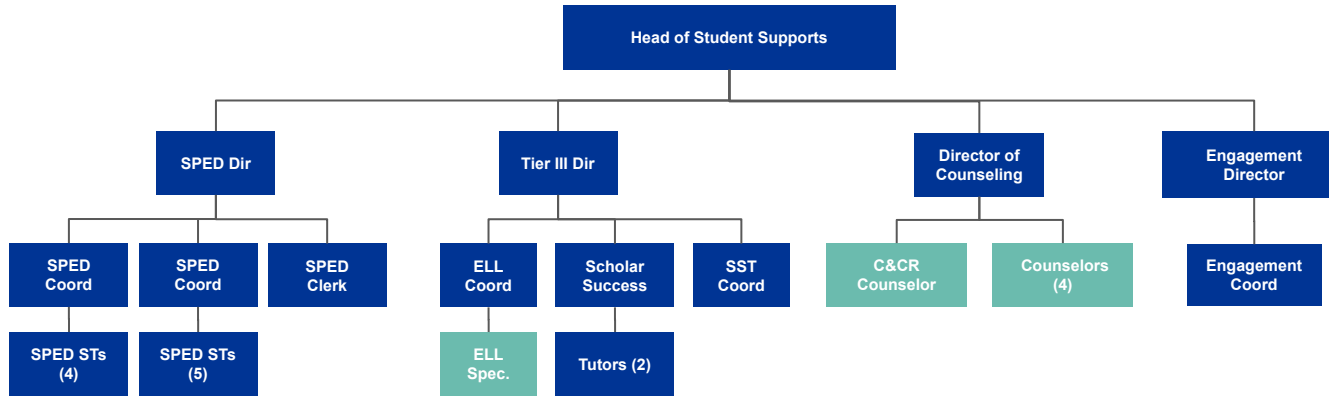 Head of Student Supports
SPED Dir
Tier III Dir
Director of
Counseling
Engagement
Director
SPED
Coord
SPED
Coord
SPED
Clerk
ELL
Coord
Scholar
Success
SST
Coord
C&CR
Counselor
Counselors
(4)
Engagement
Coord
SPED STs
(4)
SPED STs
(5)
ELL
Spec.
Tutors (2)